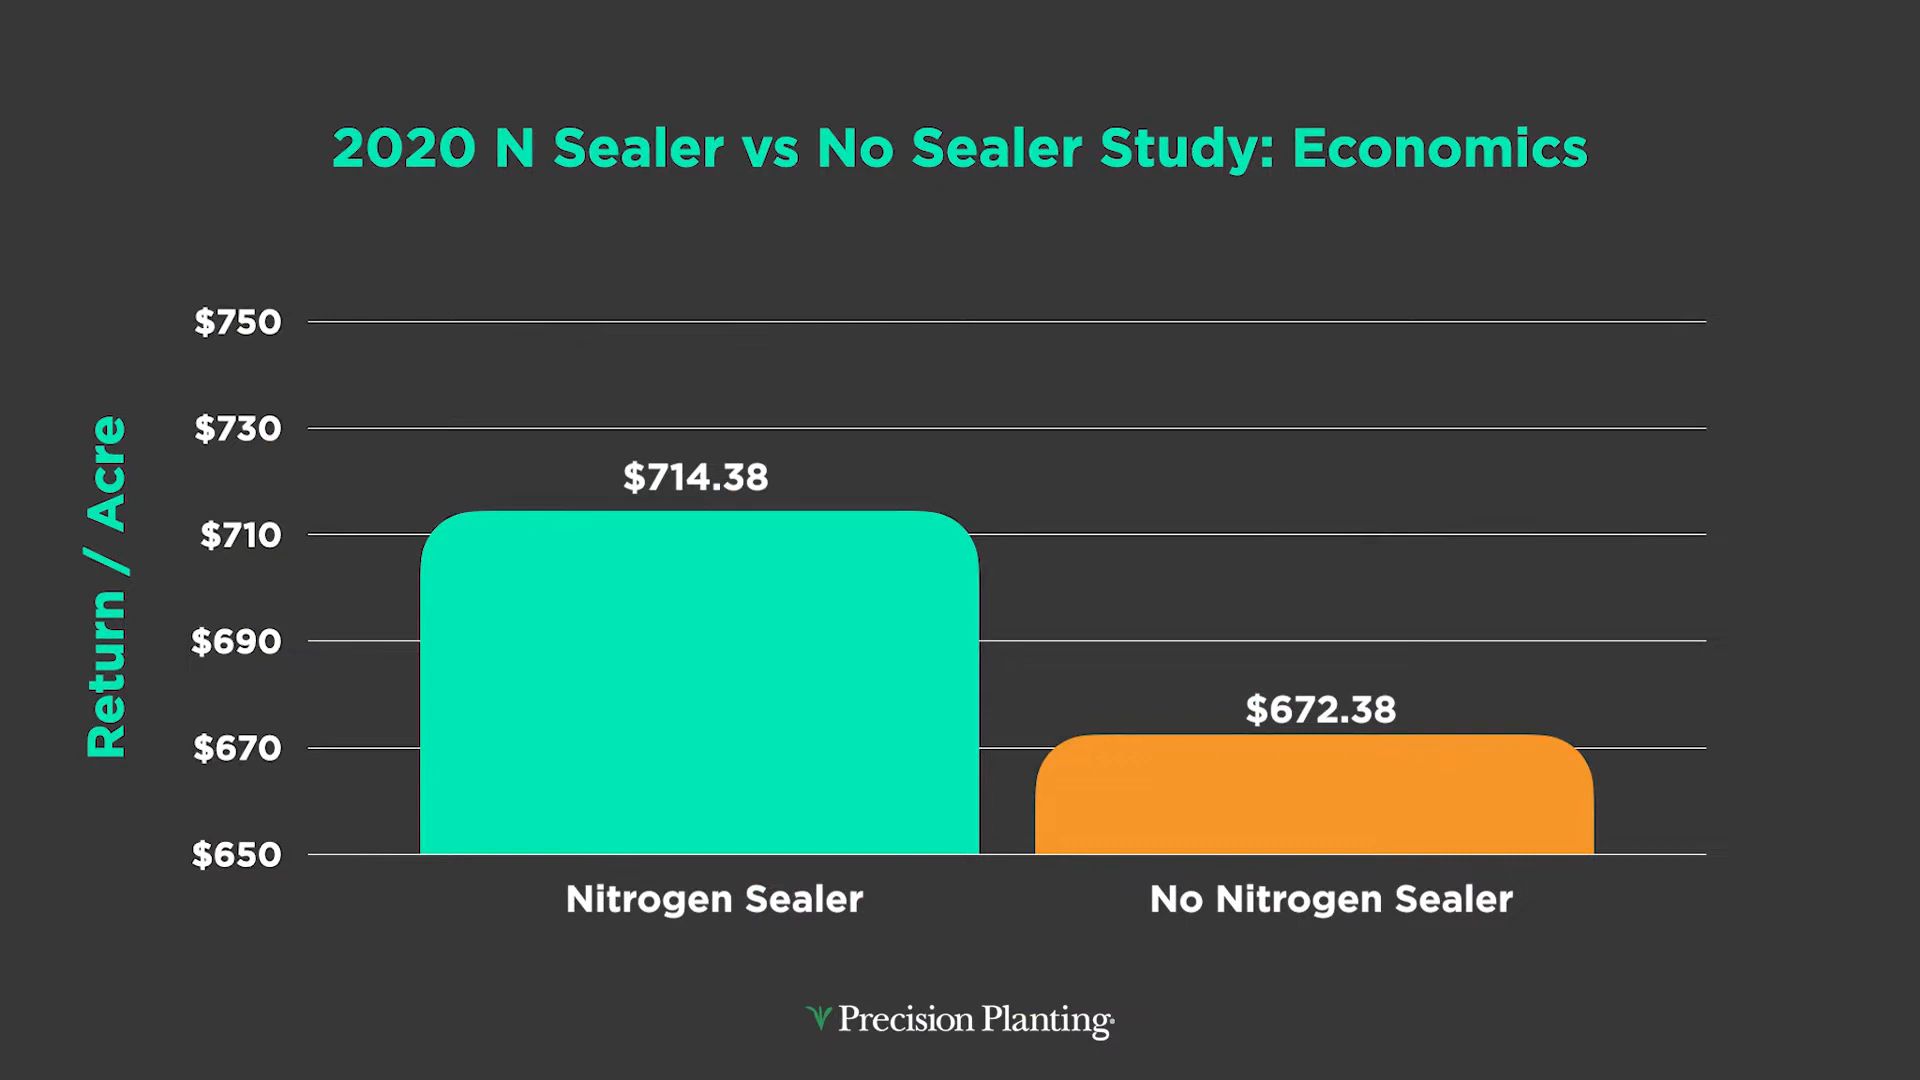 2020 N Sealer vs No Sealer Study: Economics
Return / Acre
$750
$730
$710
$690
$670
$650
$714.38
$672.38
Nitrogen Sealer
No Nitrogen Sealer
Precision Planting®